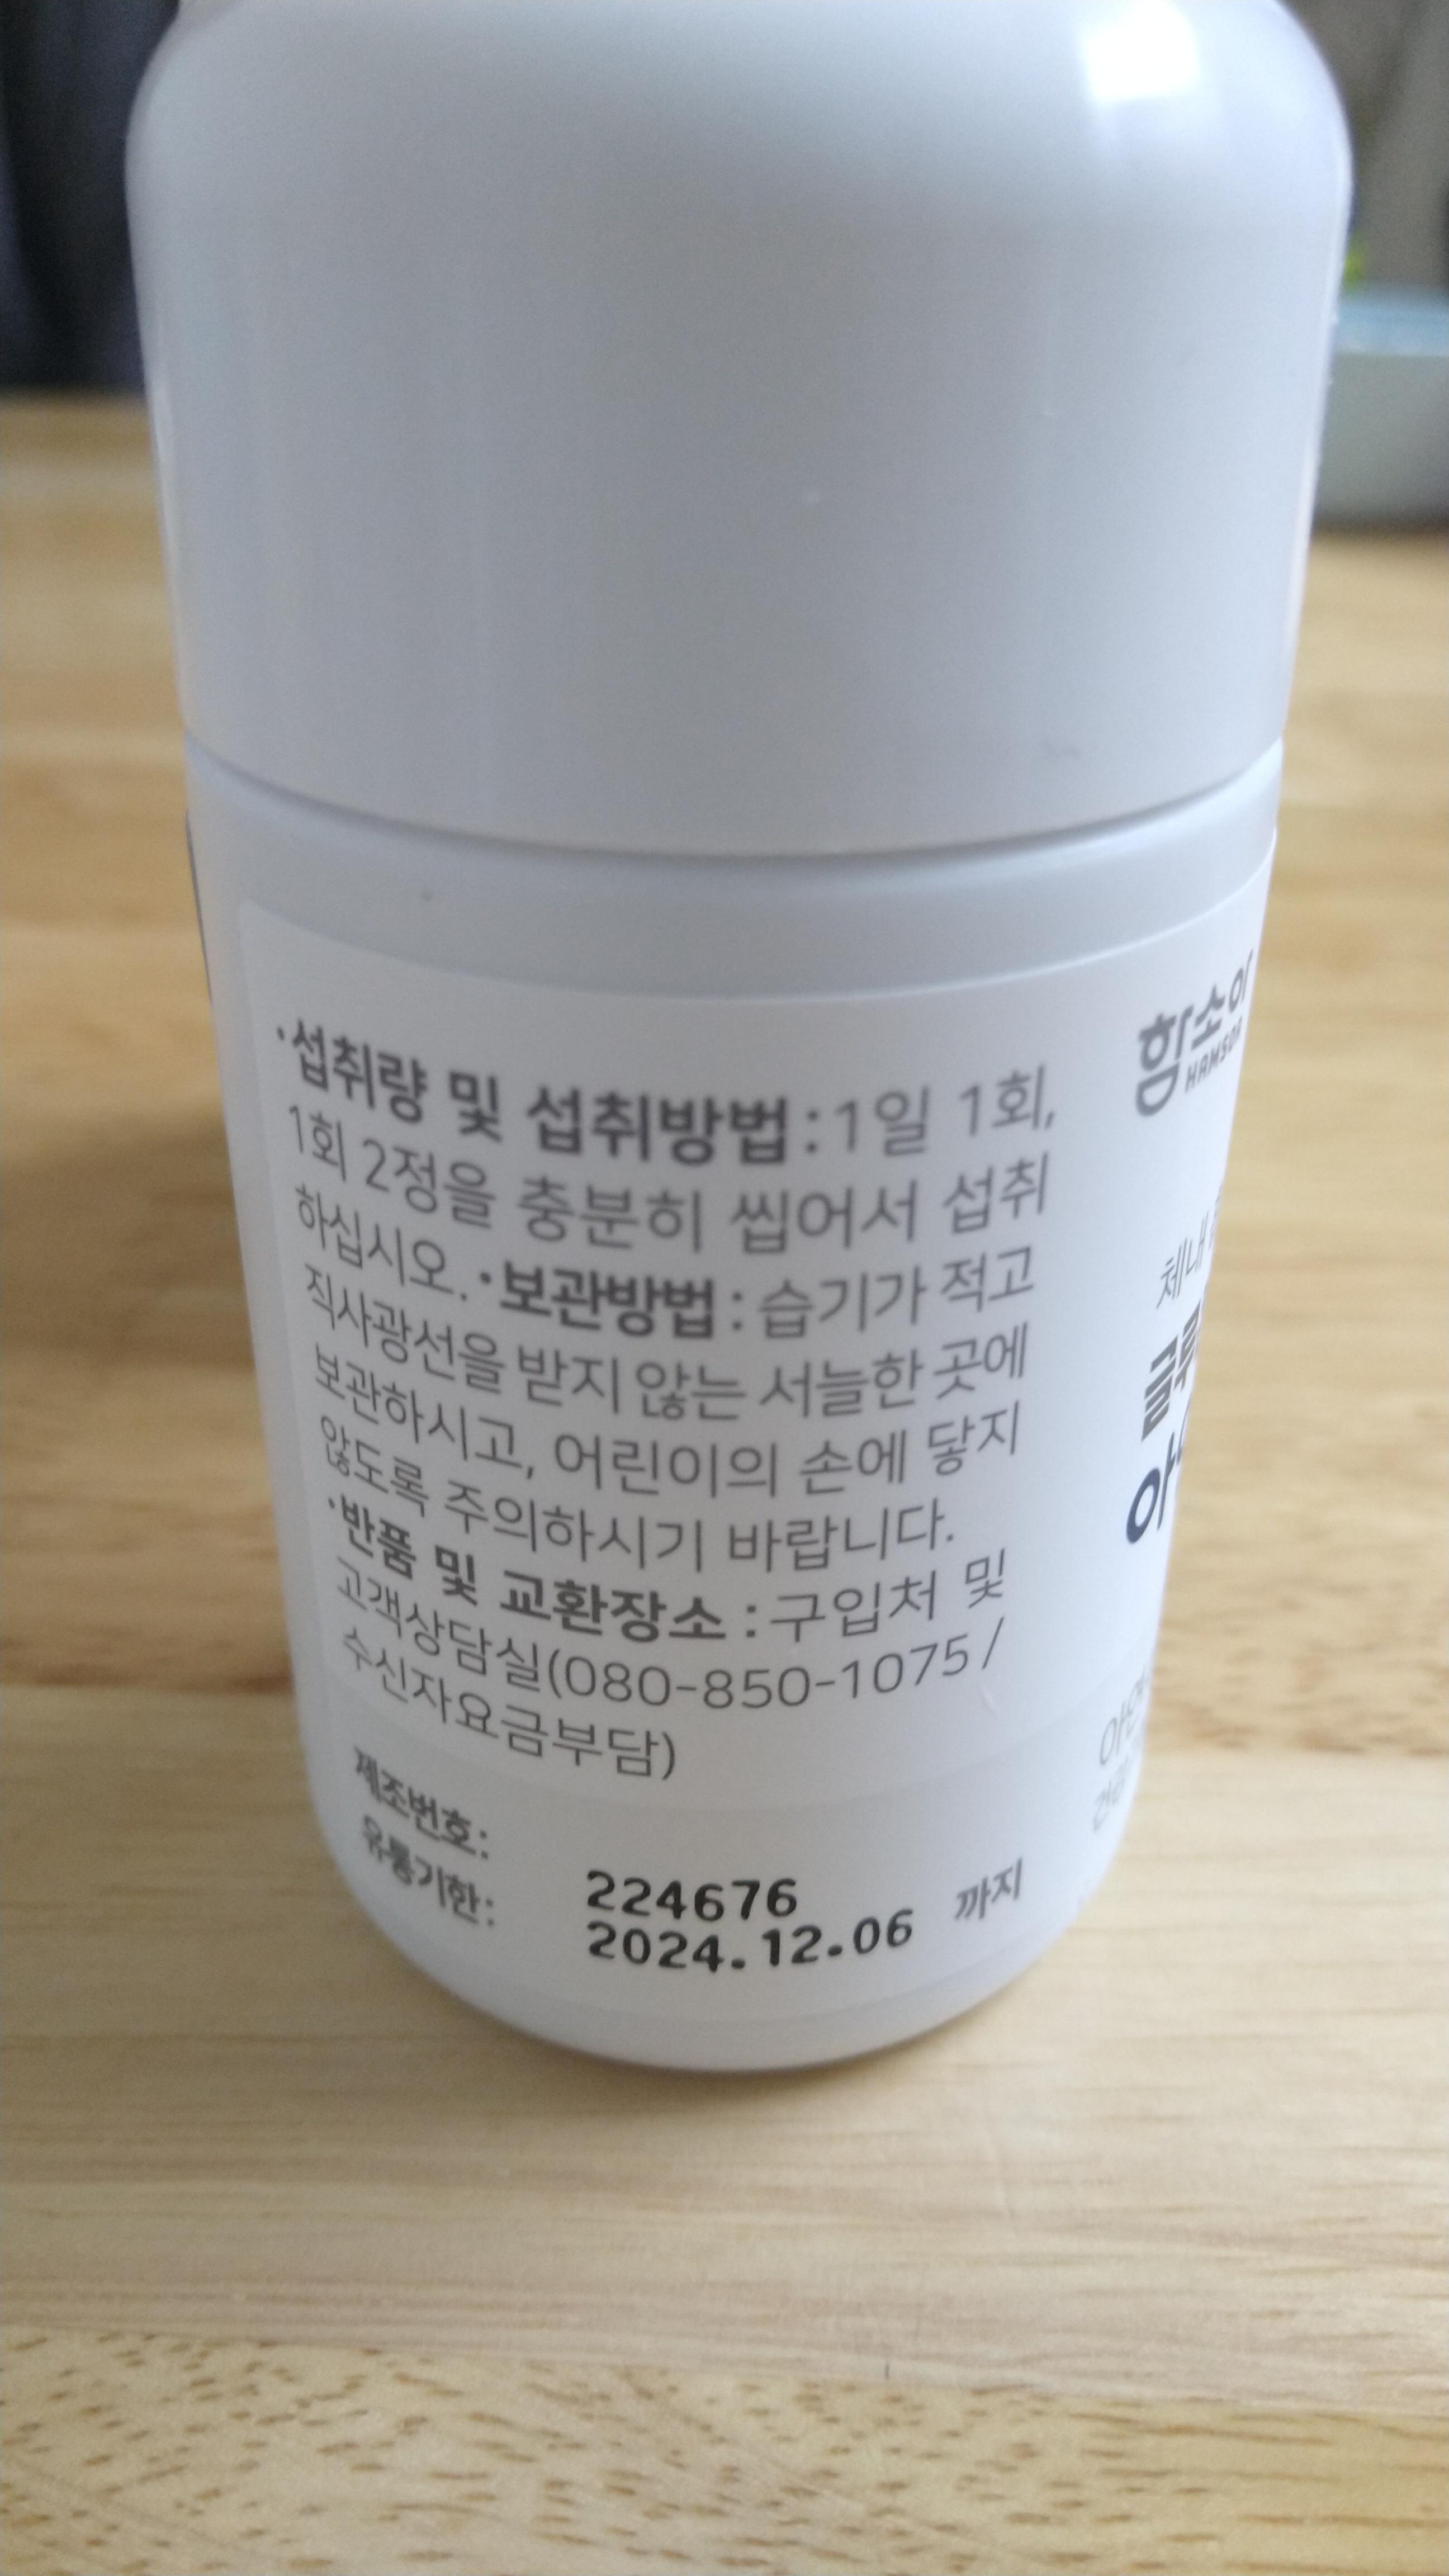 ·섭취량 및 섭취방법 : 1일 1회,
1회 2정을 충분히 씹어서 섭취
하십시오. ·보관방법 : 습기가 적고
직사광선을 받지 않는 서늘한 곳에
보관하시고, 어린이의 손에 닿지
않도록 주의하시기 바랍니다.
·반품 및 교환장소 : 구입처 및
고객상담실(080-850-1075 /
수신자요금부담)
제조번호: 224676
유통기한: 2024.12.06 까지
함소아
체내